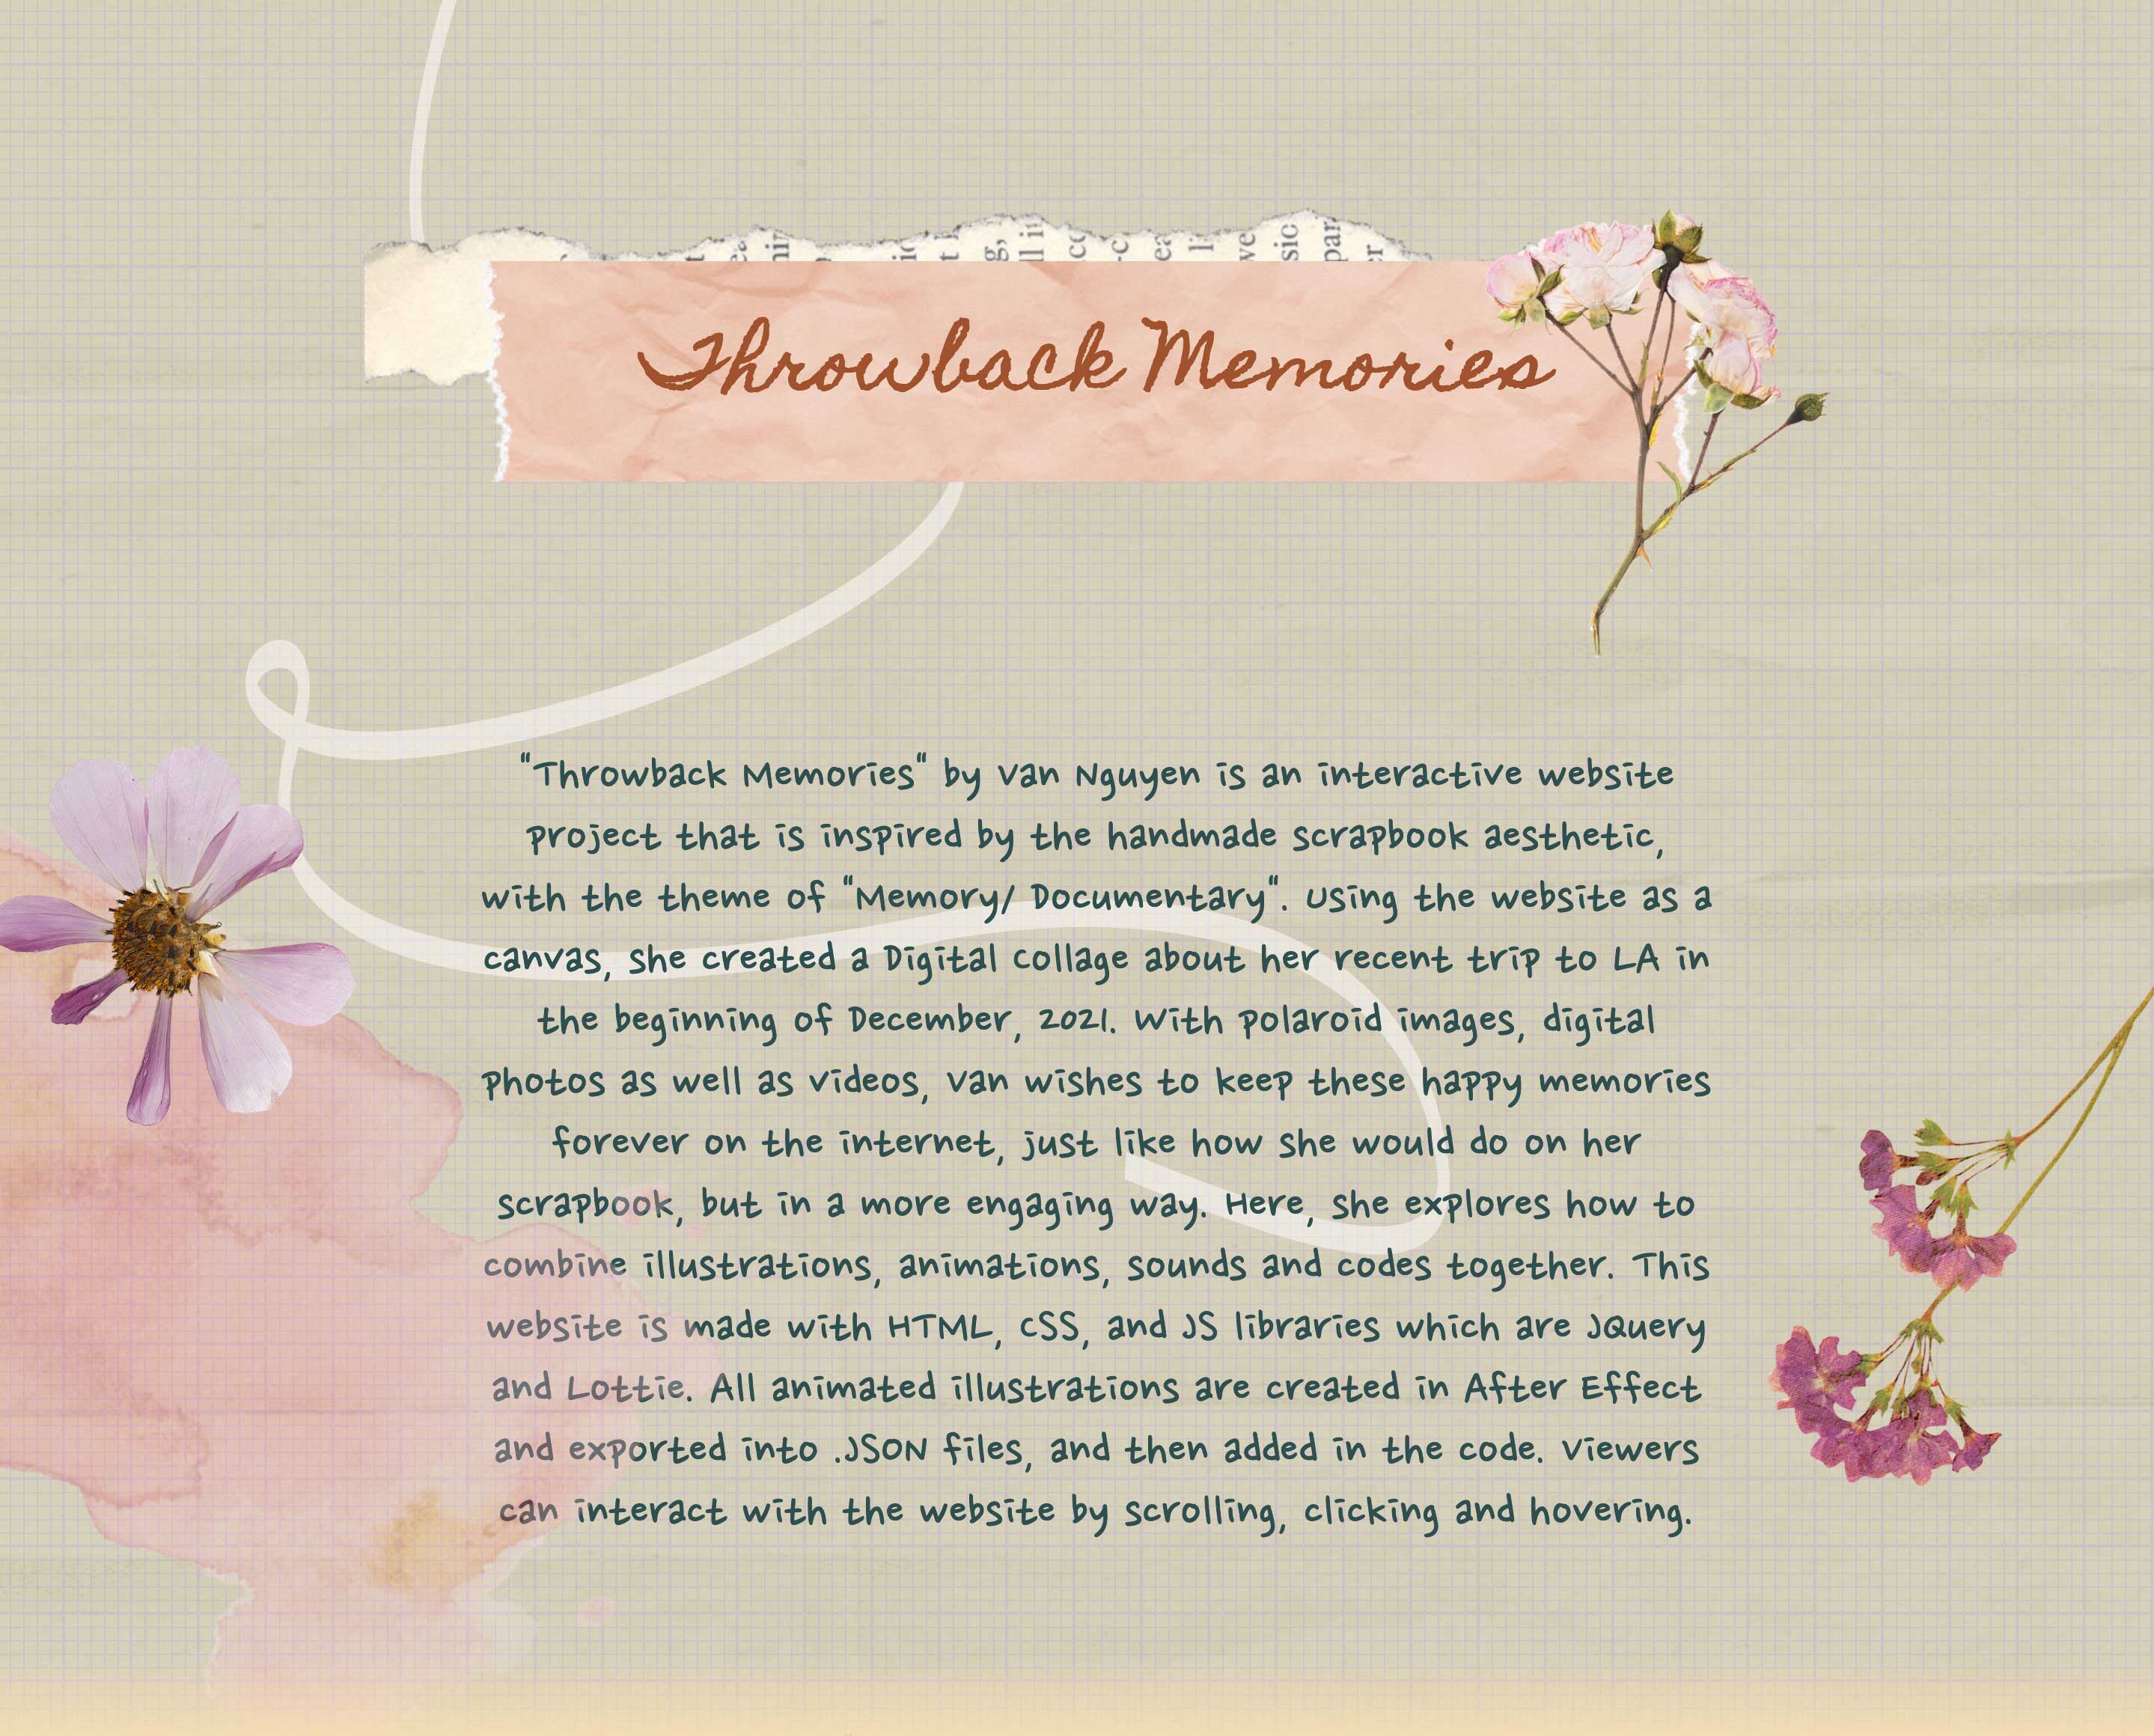 Throwback Memories
"Throwback Memories" by Van Nguyen is an interactive website
project that is inspired by the handmade scrapbook aesthetic,
with the theme of "Memory/ Documentary". Using the website as a
canvas, she created a Digital Collage about her recent trip to LA in
the beginning of December, 2021. With polaroid images, digital
photos as well as videos, Van wishes to keep these happy memories
forever on the internet, just like how she would do on her
scrapbook, but in a more engaging way. Here, she explores how to
combine illustrations, animations, sounds and codes together. This
website is made with HTML, CSS, and JS libraries which are JQuery
and Lottie. All animated illustrations are created in After Effect
and exported into .JSON files, and then added in the code. Viewers
can interact with the website by scrolling, clicking and hovering.